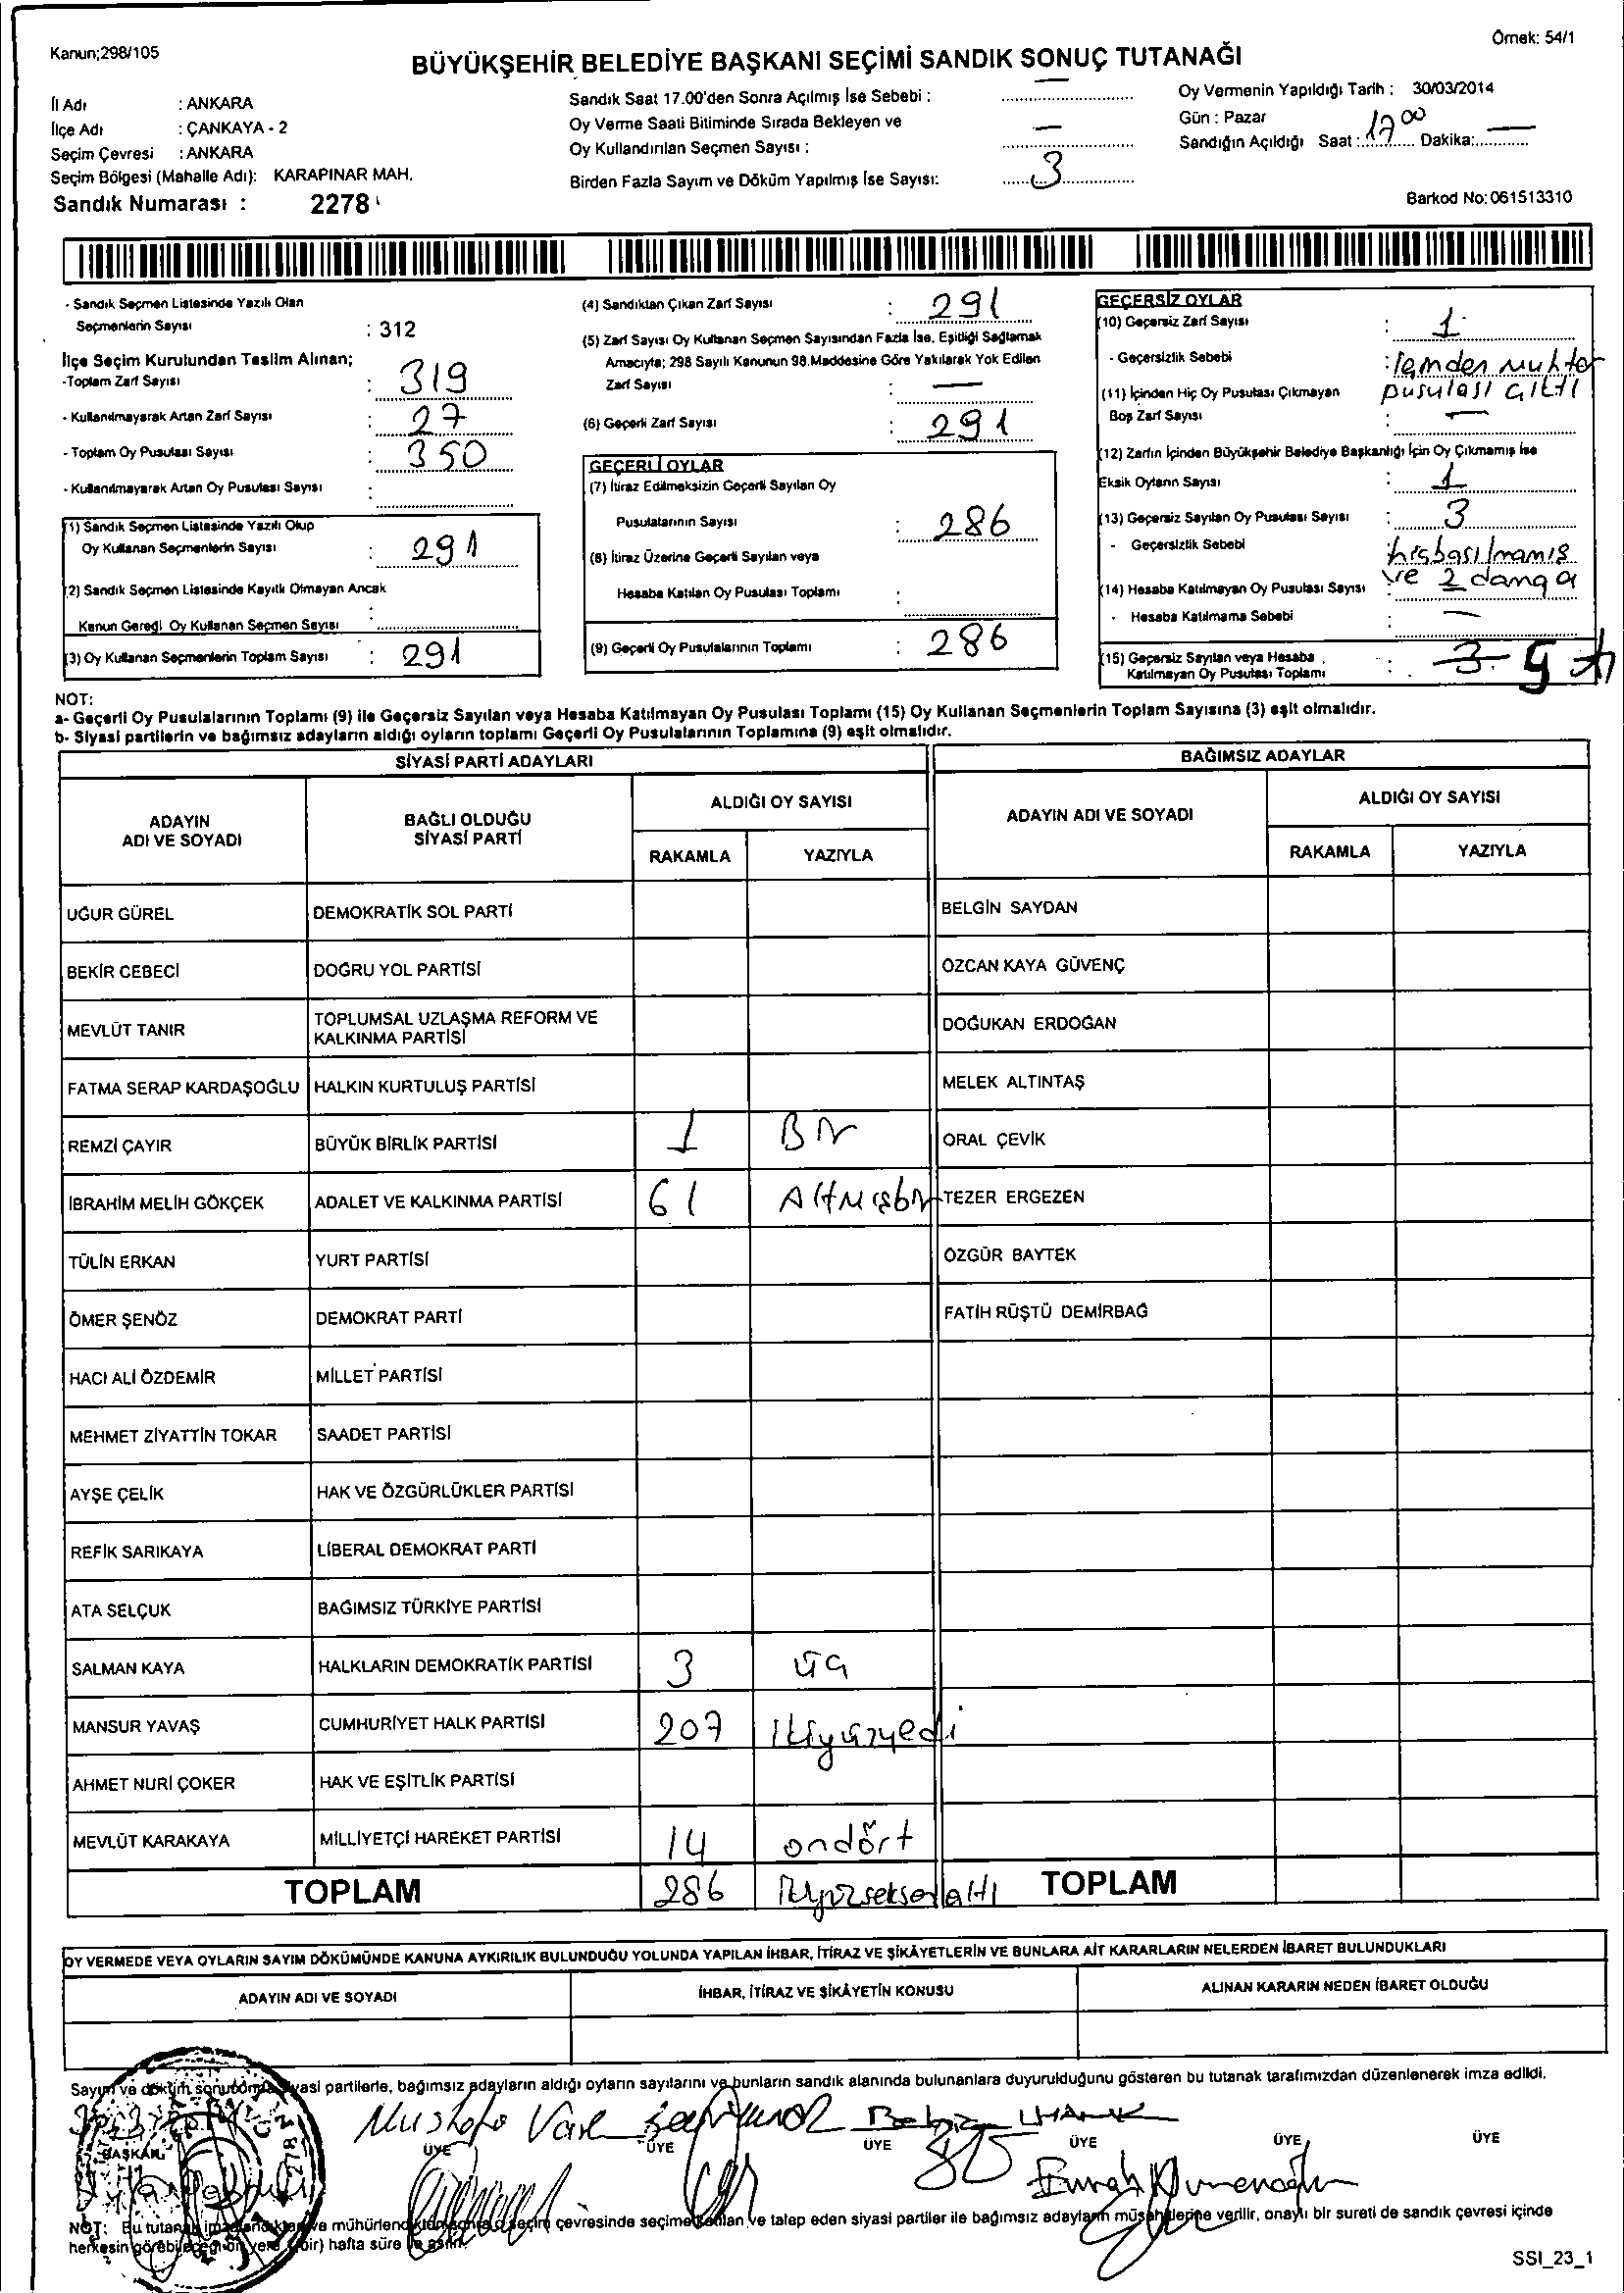 Kanun;298/105
Örnek: 54/1
BÜYÜKŞEHİR BELEDİYE BAŞKANI SEÇİMİ SANDIK SONUÇ TUTANAĞI
İl Adı : ANKARA
İlçe Adı : ÇANKAYA - 2
Seçim Çevresi : ANKARA
Seçim Bölgesi (Mahalle Adı): KARAPINAR MAH.
Sandık Numarası : 2278
Sandık Saat 17.00'den Sonra Açılmış İse Sebebi : —
Oy Verme Saati Bitiminde Sırada Bekleyen ve
Oy Kullandırılan Seçmen Sayısı : —
Birden Fazla Sayım ve Döküm Yapılmış İse Sayısı: 3
Oy Vermenin Yapıldığı Tarih : 30/03/2014
Gün : Pazar
Sandığın Açıldığı Saat : 17 00 Dakika: —
Barkod No: 061513310
- Sandık Seçmen Listesinde Yazılı Olan
Seçmenlerin Sayısı : 312
İlçe Seçim Kurulundan Teslim Alınan;
-Toplam Zarf Sayısı : 319
- Kullanılmayarak Artan Zarf Sayısı : 27
- Toplam Oy Pusulası Sayısı : 350
- Kullanılmayarak Artan Oy Pusulası Sayısı :
(1) Sandık Seçmen Listesinde Yazılı Olup
Oy Kullanan Seçmenlerin Sayısı : 291
(2) Sandık Seçmen Listesinde Kayıtlı Olmayan Ancak
Kanun Gereği Oy Kullanan Seçmen Sayısı :
(3) Oy Kullanan Seçmenlerin Toplam Sayısı : 291
(4) Sandıktan Çıkan Zarf Sayısı : 291
(5) Zarf Sayısı Oy Kullanan Seçmen Sayısından Fazla İse, Eşitliği Sağlamak
Amacıyla; 298 Sayılı Kanunun 98.Maddesine Göre Yakılarak Yok Edilen
Zarf Sayısı : —
(6) Geçerli Zarf Sayısı : 291
GEÇERLİ OYLAR
(7) İtiraz Edilmeksizin Geçerli Sayılan Oy
Pusulalarının Sayısı : 286
(8) İtiraz Üzerine Geçerli Sayılan veya
Hesaba Katılan Oy Pusulası Toplamı :
(9) Geçerli Oy Pusulalarının Toplamı : 286
GEÇERSİZ OYLAR
(10) Geçersiz Zarf Sayısı : 1
- Geçersizlik Sebebi : İçinden Muhtar
pusulası çıktı
(11) İçinden Hiç Oy Pusulası Çıkmayan
Boş Zarf Sayısı : —
(12) Zarfın İçinden Büyükşehir Belediye Başkanlığı İçin Oy Çıkmamış İse
Eksik Oyların Sayısı : 1
(13) Geçersiz Sayılan Oy Pusulası Sayısı : 3
- Geçersizlik Sebebi : hiç basılmamış
ve 2 damga
(14) Hesaba Katılmayan Oy Pusulası Sayısı :
- Hesaba Katılmama Sebebi : —
(15) Geçersiz Sayılan veya Hesaba
Katılmayan Oy Pusulası Toplamı : 3 5
NOT:
a- Geçerli Oy Pusulalarının Toplamı (9) ile Geçersiz Sayılan veya Hesaba Katılmayan Oy Pusulası Toplamı (15) Oy Kullanan Seçmenlerin Toplam Sayısına (3) eşit olmalıdır.
b- Siyasi partilerin ve bağımsız adayların aldığı oyların toplamı Geçerli Oy Pusulalarının Toplamına (9) eşit olmalıdır.
SİYASİ PARTİ ADAYLARI
ADAYIN ADI VE SOYADI
BAĞLI OLDUĞU SİYASİ PARTİ
ALDIĞI OY SAYISI
RAKAMLA YAZIYLA
UĞUR GÜREL DEMOKRATİK SOL PARTİ
BEKİR CEBECİ DOĞRU YOL PARTİSİ
MEVLÜT TANIR TOPLUMSAL UZLAŞMA REFORM VE KALKINMA PARTİSİ
FATMA SERAP KARDAŞOĞLU HALKIN KURTULUŞ PARTİSİ
REMZİ ÇAYIR BÜYÜK BİRLİK PARTİSİ 1 Bir
İBRAHİM MELİH GÖKÇEK ADALET VE KALKINMA PARTİSİ 61 Altmışbir
TÜLİN ERKAN YURT PARTİSİ
ÖMER ŞENÖZ DEMOKRAT PARTİ
HACI ALİ ÖZDEMİR MİLLET PARTİSİ
MEHMET ZİYATTİN TOKAR SAADET PARTİSİ
AYŞE ÇELİK HAK VE ÖZGÜRLÜKLER PARTİSİ
REFİK SARIKAYA LİBERAL DEMOKRAT PARTİ
ATA SELÇUK BAĞIMSIZ TÜRKİYE PARTİSİ
SALMAN KAYA HALKLARIN DEMOKRATİK PARTİSİ 3 üç
MANSUR YAVAŞ CUMHURİYET HALK PARTİSİ 207 İkiyüzyedi
AHMET NURİ ÇOKER HAK VE EŞİTLİK PARTİSİ
MEVLÜT KARAKAYA MİLLİYETÇİ HAREKET PARTİSİ 14 ondört
TOPLAM 286 İkiyüzseksenaltı
BAĞIMSIZ ADAYLAR
ADAYIN ADI VE SOYADI
ALDIĞI OY SAYISI
RAKAMLA YAZIYLA
BELGİN SAYDAN
OZCAN KAYA GÜVENÇ
DOĞUKAN ERDOĞAN
MELEK ALTINTAŞ
ORAL ÇEVİK
TEZER ERGEZEN
ÖZGÜR BAYTEK
FATİH RÜŞTÜ DEMİRBAĞ
TOPLAM
OY VERMEDE VEYA OYLARIN SAYIM DÖKÜMÜNDE KANUNA AYKIRILIK BULUNDUĞU YOLUNDA YAPILAN İHBAR, İTİRAZ VE ŞİKÂYETLERİN VE BUNLARA AİT KARARLARIN NELERDEN İBARET BULUNDUKLARI
ADAYIN ADI VE SOYADI
İHBAR, İTİRAZ VE ŞİKÂYETİN KONUSU
ALINAN KARARIN NEDEN İBARET OLDUĞU
Sayım ve döküm sonucunda siyasi partilerle, bağımsız adayların aldığı oyların sayılarını ve bunların sandık alanında bulunanlara duyurulduğunu gösteren bu tutanak tarafımızdan düzenlenerek imza edildi.
Mustafa
BAŞKAN ÜYE ÜYE ÜYE ÜYE ÜYE ÜYE
NOT: Bu tutanak imzalandıktan ve mühürlendikten sonra o seçim çevresinde seçime katılan ve talep eden siyasi partiler ile bağımsız adayların müşahitlerine verilir, onaylı bir sureti de sandık çevresi içinde
herkesin görebileceği bir yere (bir) hafta süre ile asılır.
SSI_23_1